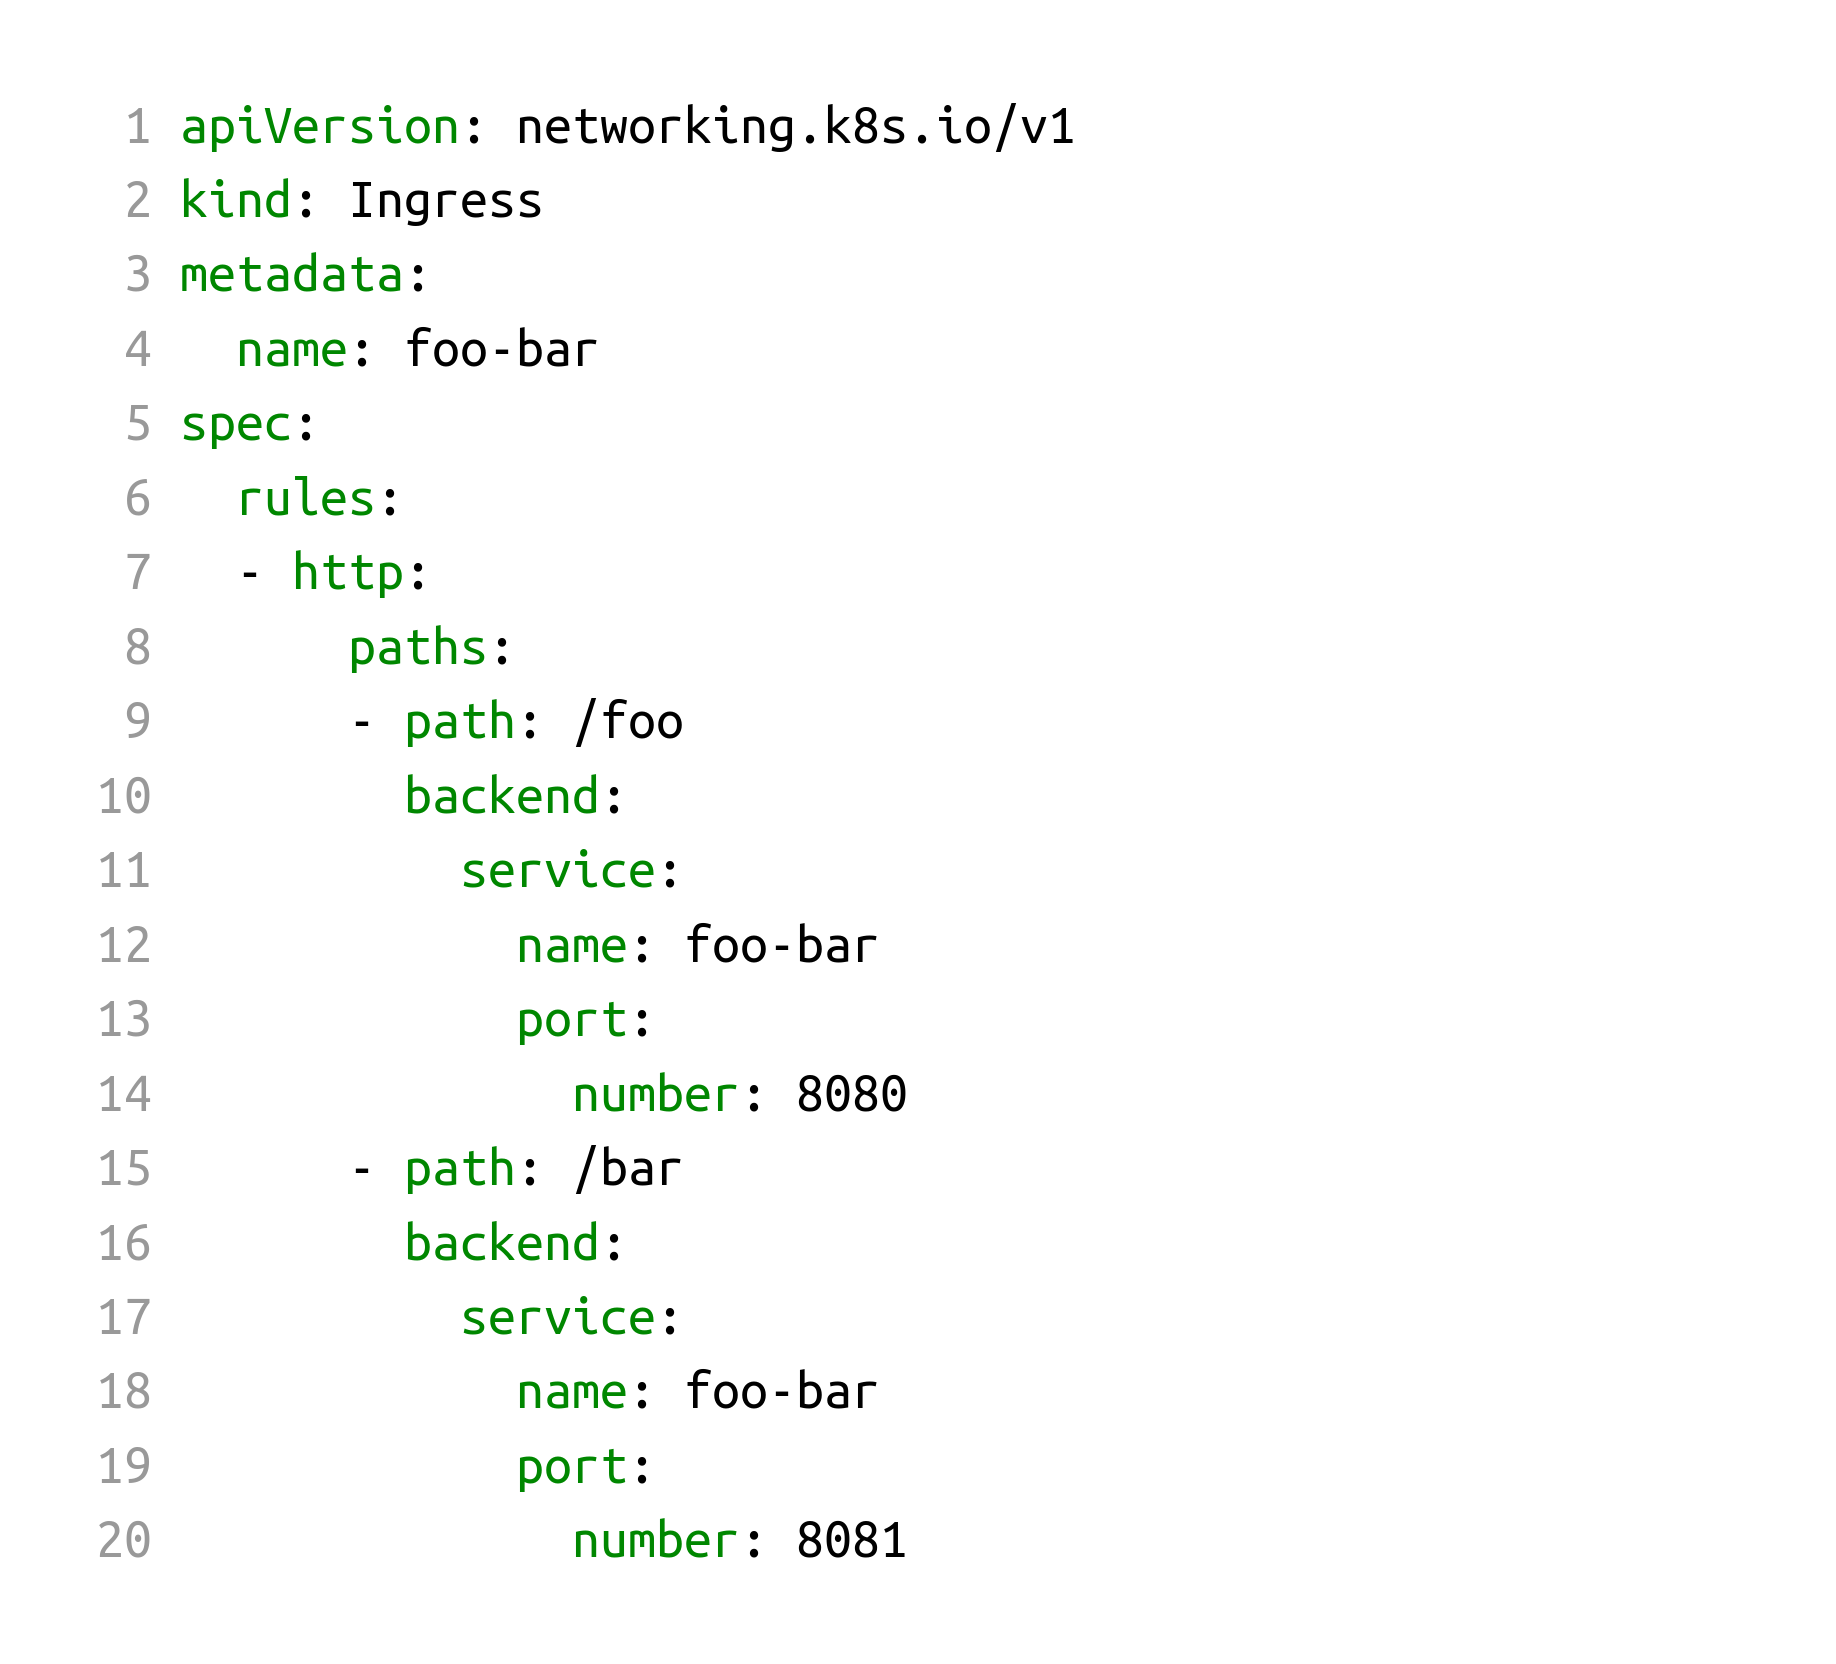 1 apiVersion: networking.k8s.io/v1
2 kind: Ingress
3 metadata:
4   name: foo-bar
5 spec:
6   rules:
7   - http:
8       paths:
9       - path: /foo
10         backend:
11           service:
12             name: foo-bar
13             port:
14               number: 8080
15       - path: /bar
16         backend:
17           service:
18             name: foo-bar
19             port:
20               number: 8081